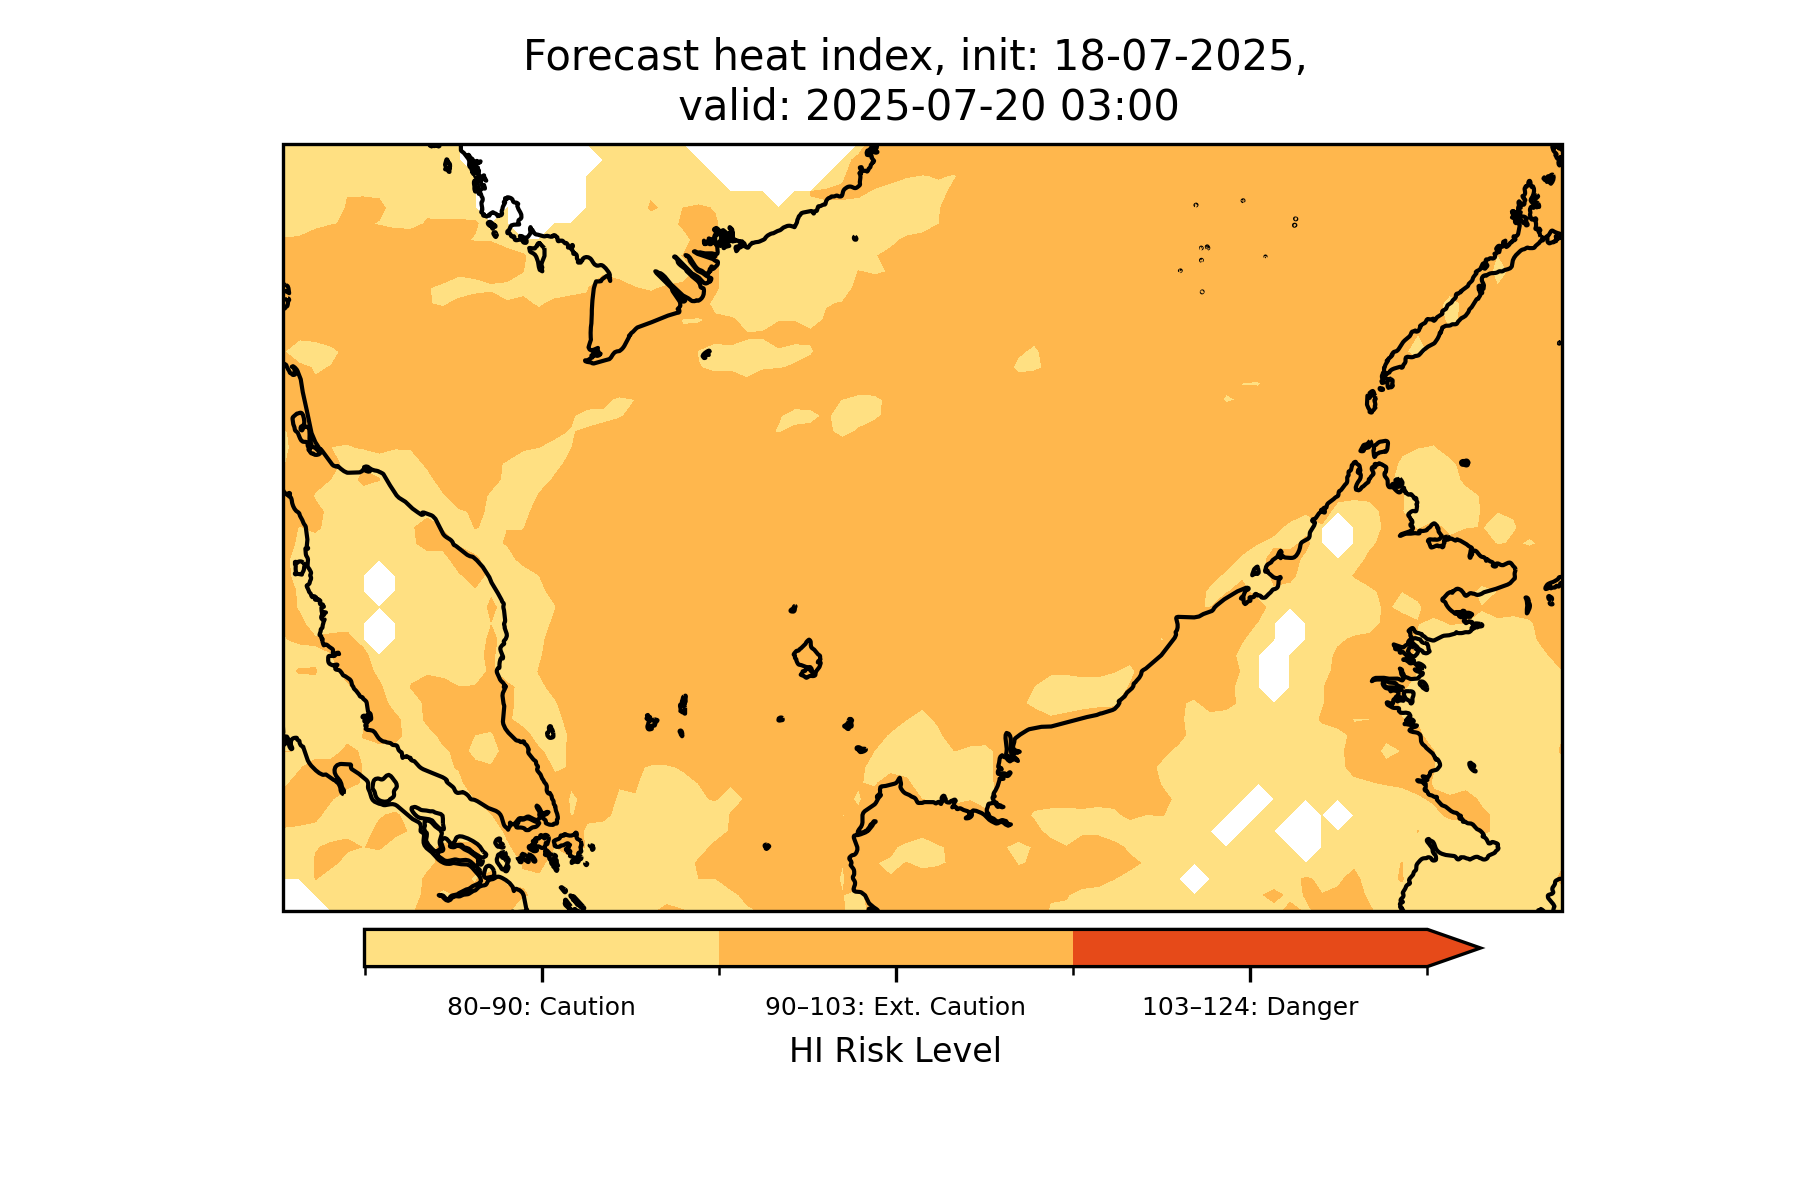 Forecast heat index, init: 18-07-2025,
valid: 2025-07-20 03:00
80–90: Caution
90–103: Ext. Caution
103–124: Danger
HI Risk Level